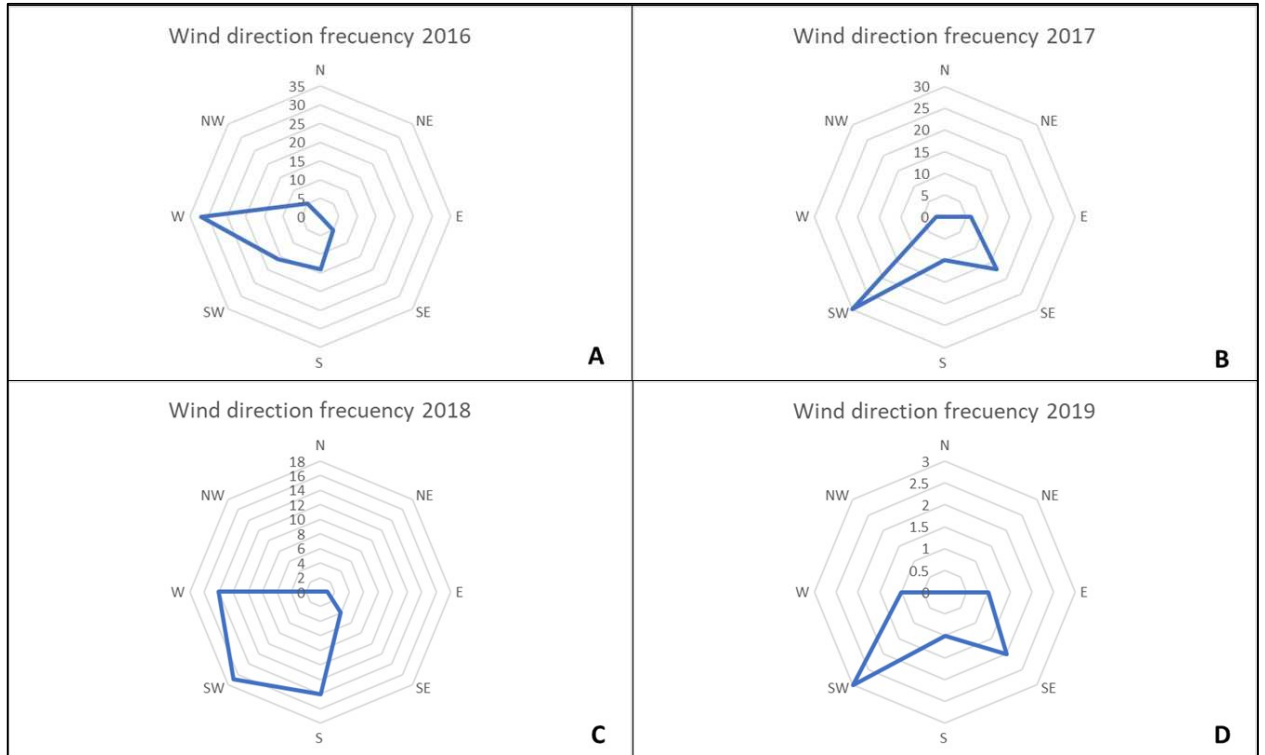 Wind direction frecuency 2016
N
35
30
25
20
15
10
5
0
NW
NE
W
E
SW
SE
S
A
Wind direction frecuency 2017
N
30
25
20
15
10
5
0
NW
NE
W
E
SW
SE
S
B
Wind direction frecuency 2018
N
18
16
14
12
10
8
6
4
2
0
NW
NE
W
E
SW
SE
S
C
Wind direction frecuency 2019
N
3
2.5
2
1.5
1
0.5
0
NW
NE
W
E
SW
SE
S
D